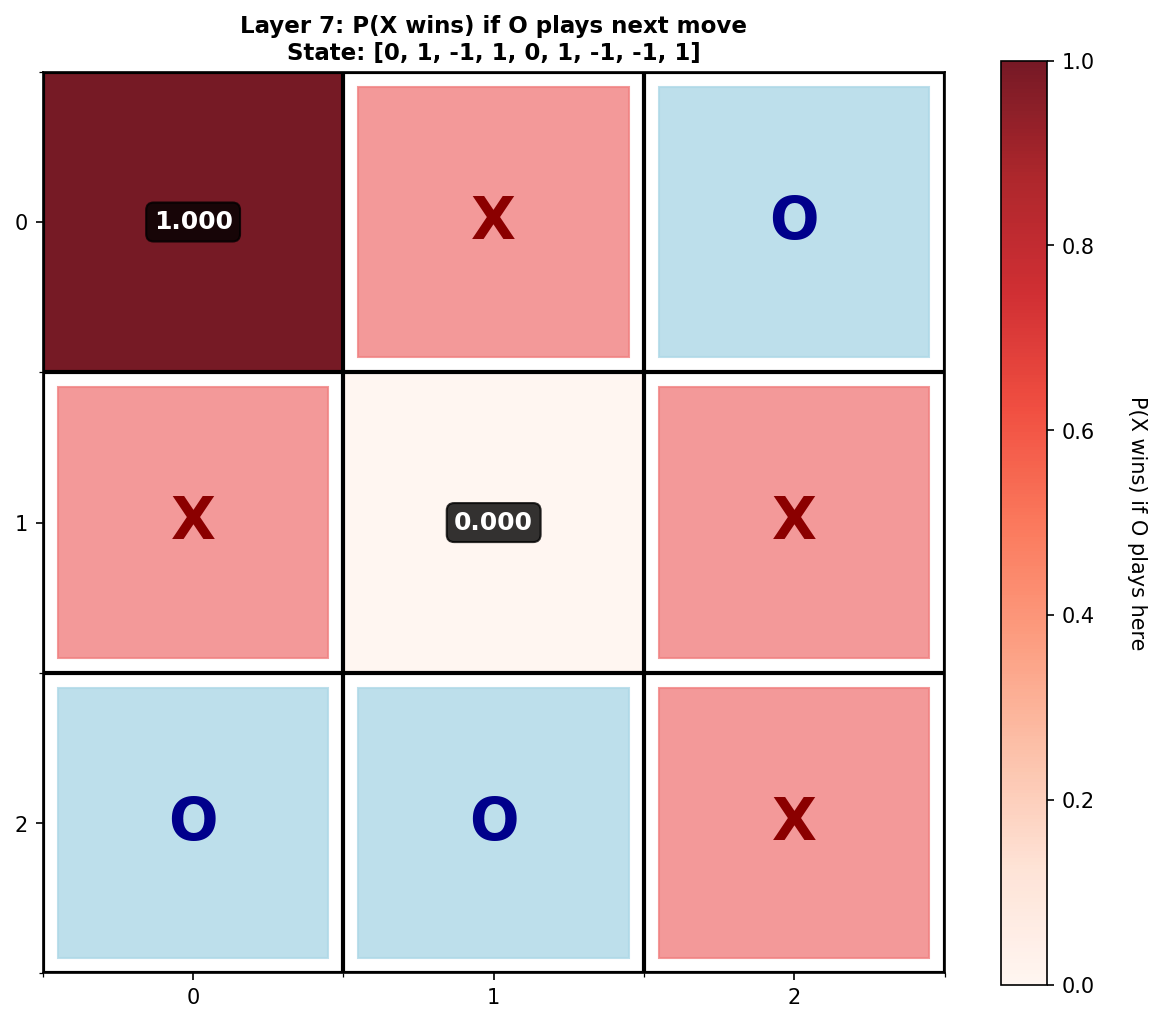 Layer 7: P(X wins) if O plays next move
State: [0, 1, -1, 1, 0, 1, -1, -1, 1]
0
1.000
X
O
1
X
0.000
X
2
O
O
X
0
1
2
1.0
0.8
0.6
0.4
0.2
0.0
P(X wins) if O plays here